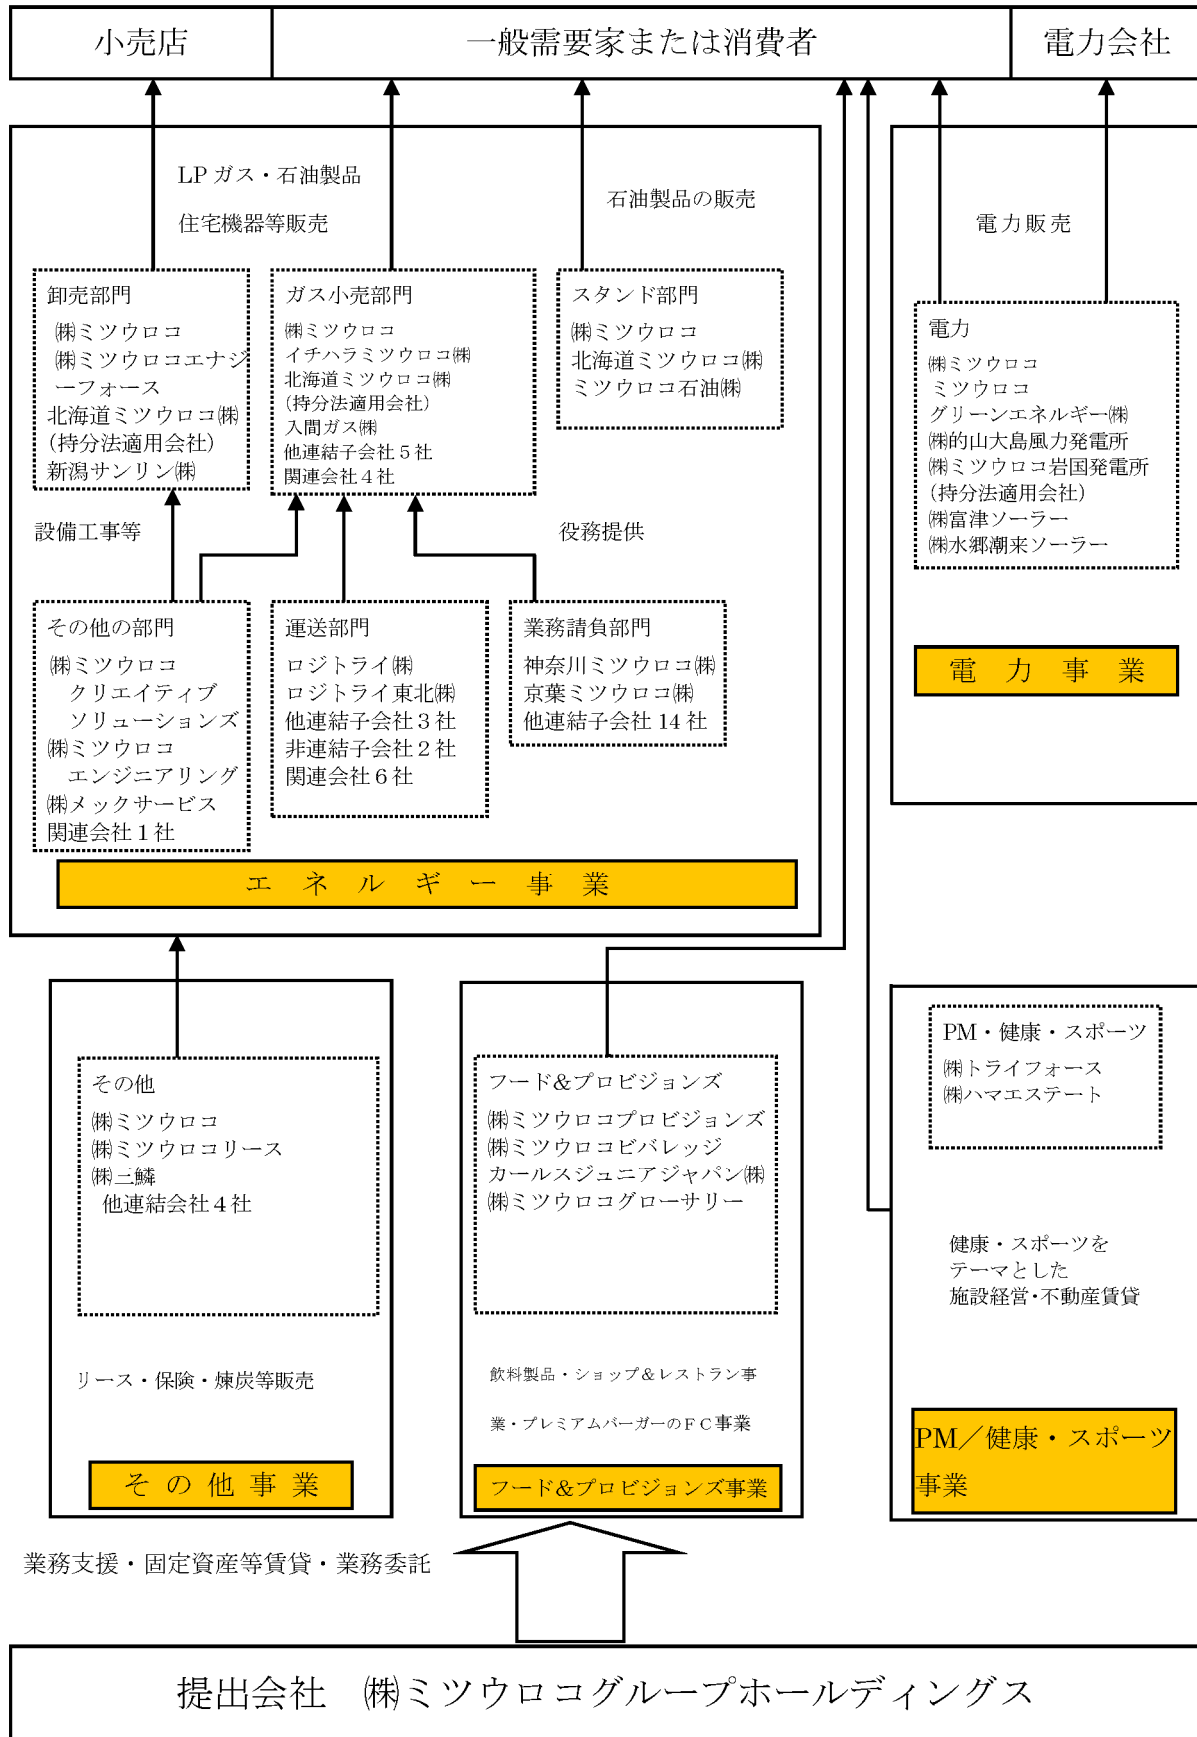 小売店
一般需要家または消費者
電力会社
LPガス・石油製品
住宅機器等販売
石油製品の販売
電力販売
卸売部門
㈱ミツウロコ
㈱ミツウロコエナジ
ーフォース
北海道ミツウロコ㈱
(持分法適用会社)
新潟サンリン㈱
ガス小売部門
㈱ミツウロコ
イチハラミツウロコ㈱
北海道ミツウロコ㈱
(持分法適用会社)
入間ガス㈱
他連結子会社５社
関連会社４社
スタンド部門
㈱ミツウロコ
北海道ミツウロコ㈱
ミツウロコ石油㈱
電力
㈱ミツウロコ
ミツウロコ
グリーンエネルギー㈱
㈱的山大島風力発電所
㈱ミツウロコ岩国発電所
(持分法適用会社)
㈱富津ソーラー
㈱水郷潮来ソーラー
設備工事等
役務提供
その他の部門
㈱ミツウロコ
クリエイティブ
ソリューションズ
㈱ミツウロコ
エンジニアリング
㈱メックサービス
関連会社１社
運送部門
ロジトライ㈱
ロジトライ東北㈱
他連結子会社３社
非連結子会社２社
関連会社６社
業務請負部門
神奈川ミツウロコ㈱
京葉ミツウロコ㈱
他連結子会社 14 社
電力事業
エネルギー事業
その他
㈱ミツウロコ
㈱ミツウロコリース
㈱三鱗
他連結会社４社
リース・保険・煉炭等販売
その他事業
フード&プロビジョンズ
㈱ミツウロコプロビジョンズ
㈱ミツウロコビバレッジ
カールスジュニアジャパン㈱
㈱ミツウロコグローサリー
飲料製品・ショップ&レストラン事
業・プレミアムバーガーのＦＣ事業
フード&プロビジョンズ事業
PM・健康・スポーツ
㈱トライフォース
㈱ハマエステート
健康・スポーツを
テーマとした
施設経営・不動産賃貸
PM／健康・スポーツ
事業
業務支援・固定資産等賃貸・業務委託
提出会社　㈱ミツウロコグループホールディングス